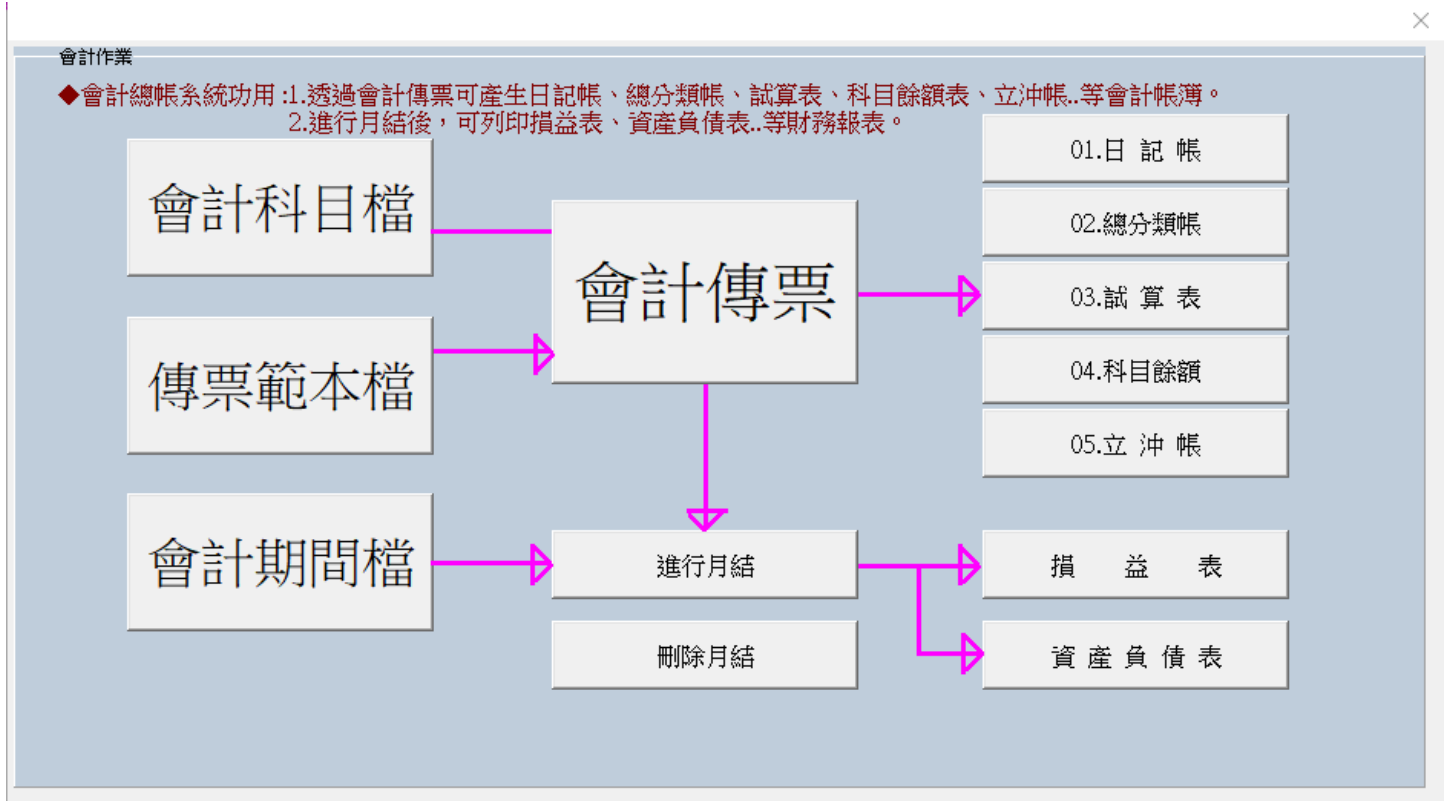 會計作業
◆會計總帳系統功用:1.透過會計傳票可產生日記帳、總分類帳、試算表、科目餘額表、立沖帳..等會計帳簿。
2.進行月結後，可列印損益表、資產負債表..等財務報表。
會計科目檔
傳票範本檔
會計期間檔
會計傳票
進行月結
刪除月結
01.日 記 帳
02.總分類帳
03.試 算 表
04.科目餘額
05.立 沖 帳
損 益 表
資 產 負 債 表